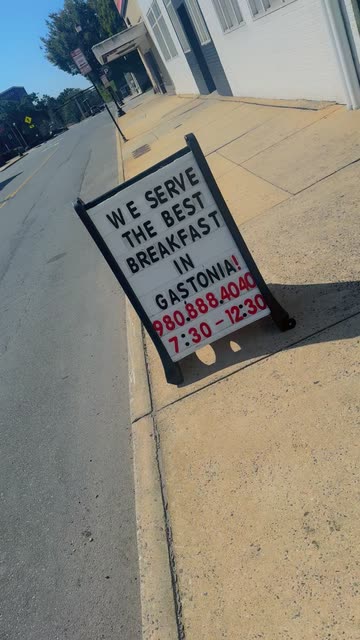 WE SERVE
THE BEST
BREAKFAST
IN
GASTONIA!
980.888.4040
7:30 - 12:30